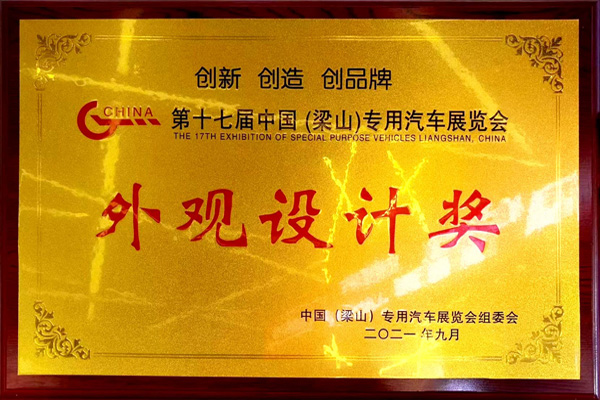 创新 创造 创品牌
CHINA
第十七届中国(梁山)专用汽车展览会
THE 17TH EXHIBITION OF SPECIAL PURPOSE VEHICLES LIANGSHAN, CHINA
外观设计奖
中国(梁山)专用汽车展览会组委会
二〇二一年九月